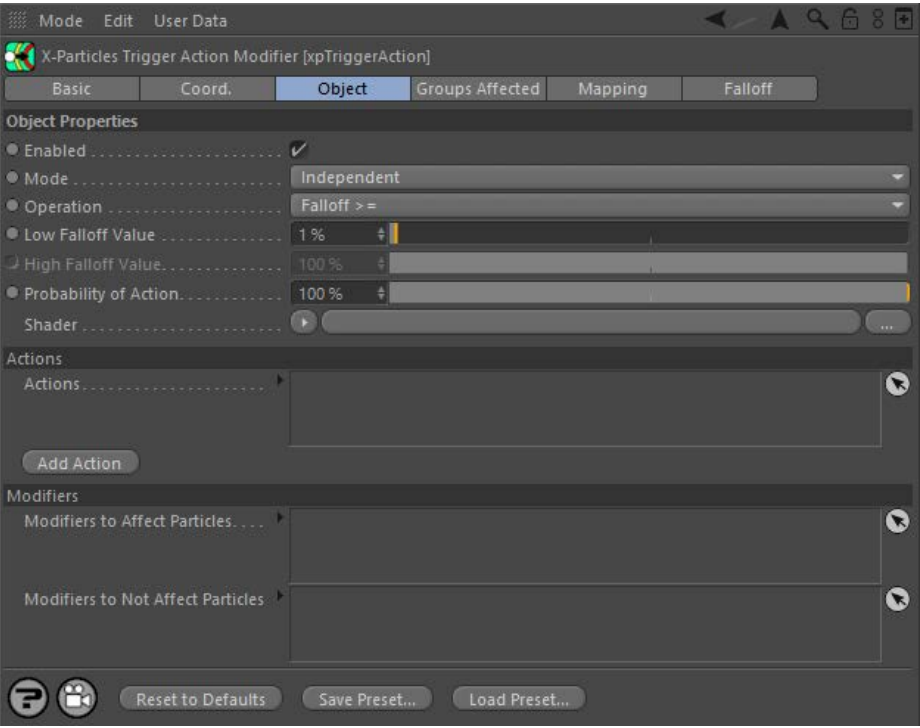 Mode Edit User Data
X-Particles Trigger Action Modifier [xpTriggerAction]
Basic Coord. Object Groups Affected Mapping Falloff
Object Properties
Enabled . . . . . . . . . . . . . . . . . . . . . . ✓
Mode . . . . . . . . . . . . . . . . . . . . . . . . Independent
Operation . . . . . . . . . . . . . . . . . . . . Falloff >=
Low Falloff Value . . . . . . . . . . . . . 1 %
High Falloff Value. . . . . . . . . . . . . 100 %
Probability of Action. . . . . . . . . . . 100 %
Shader . . . . . . . . . . . . . . . . . . . . . . . ...
Actions
Actions. . . . . . . . . . . . . . . . . . . . .
Add Action
Modifiers
Modifiers to Affect Particles. . . .
Modifiers to Not Affect Particles
Reset to Defaults Save Preset... Load Preset...